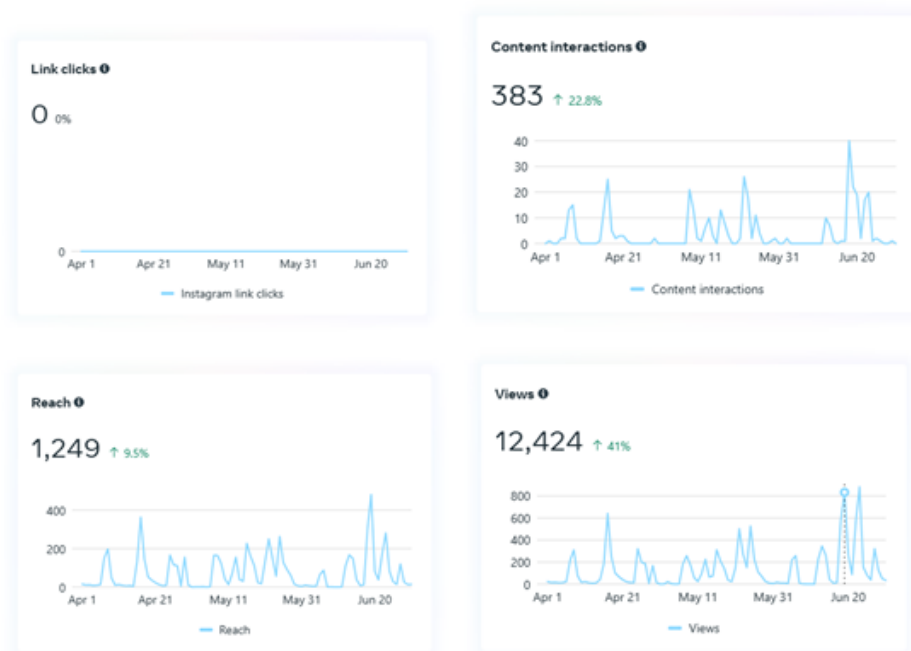 Link clicks
0 0%
0
Apr 1 Apr 21 May 11 May 31 Jun 20
Instagram link clicks
Content interactions
383 ↑ 22.8%
40
30
20
10
0
Apr 1 Apr 21 May 11 May 31 Jun 20
Content interactions
Reach
1,249 ↑ 9.5%
400
200
0
Apr 1 Apr 21 May 11 May 31 Jun 20
Reach
Views
12,424 ↑ 41%
800
600
400
200
0
Apr 1 Apr 21 May 11 May 31 Jun 20
Views